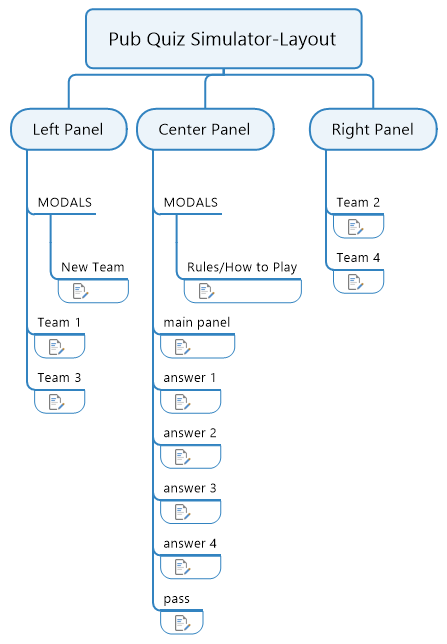 Pub Quiz Simulator-Layout
Left Panel
MODALS
New Team
Team 1
Team 3
Center Panel
MODALS
Rules/How to Play
main panel
answer 1
answer 2
answer 3
answer 4
pass
Right Panel
Team 2
Team 4